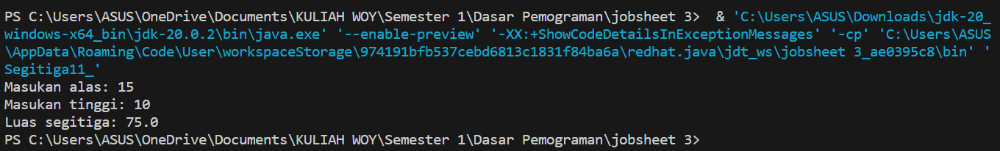 PS C:\Users\ASUS\OneDrive\Documents\KULIAH WOY\Semester 1\Dasar Pemograman\jobsheet 3>  & 'C:\Users\ASUS\Downloads\jdk-20_
windows-x64_bin\jdk-20.0.2\bin\java.exe' '--enable-preview' '-XX:+ShowCodeDetailsInExceptionMessages' '-cp' 'C:\Users\ASUS
\AppData\Roaming\Code\User\workspaceStorage\974191bfb537cebd6813c1831f84ba6a\redhat.java\jdt_ws\jobsheet 3_ae0395c8\bin' '
Segitiga11_'
Masukan alas: 15
Masukan tinggi: 10
Luas segitiga: 75.0
PS C:\Users\ASUS\OneDrive\Documents\KULIAH WOY\Semester 1\Dasar Pemograman\jobsheet 3>